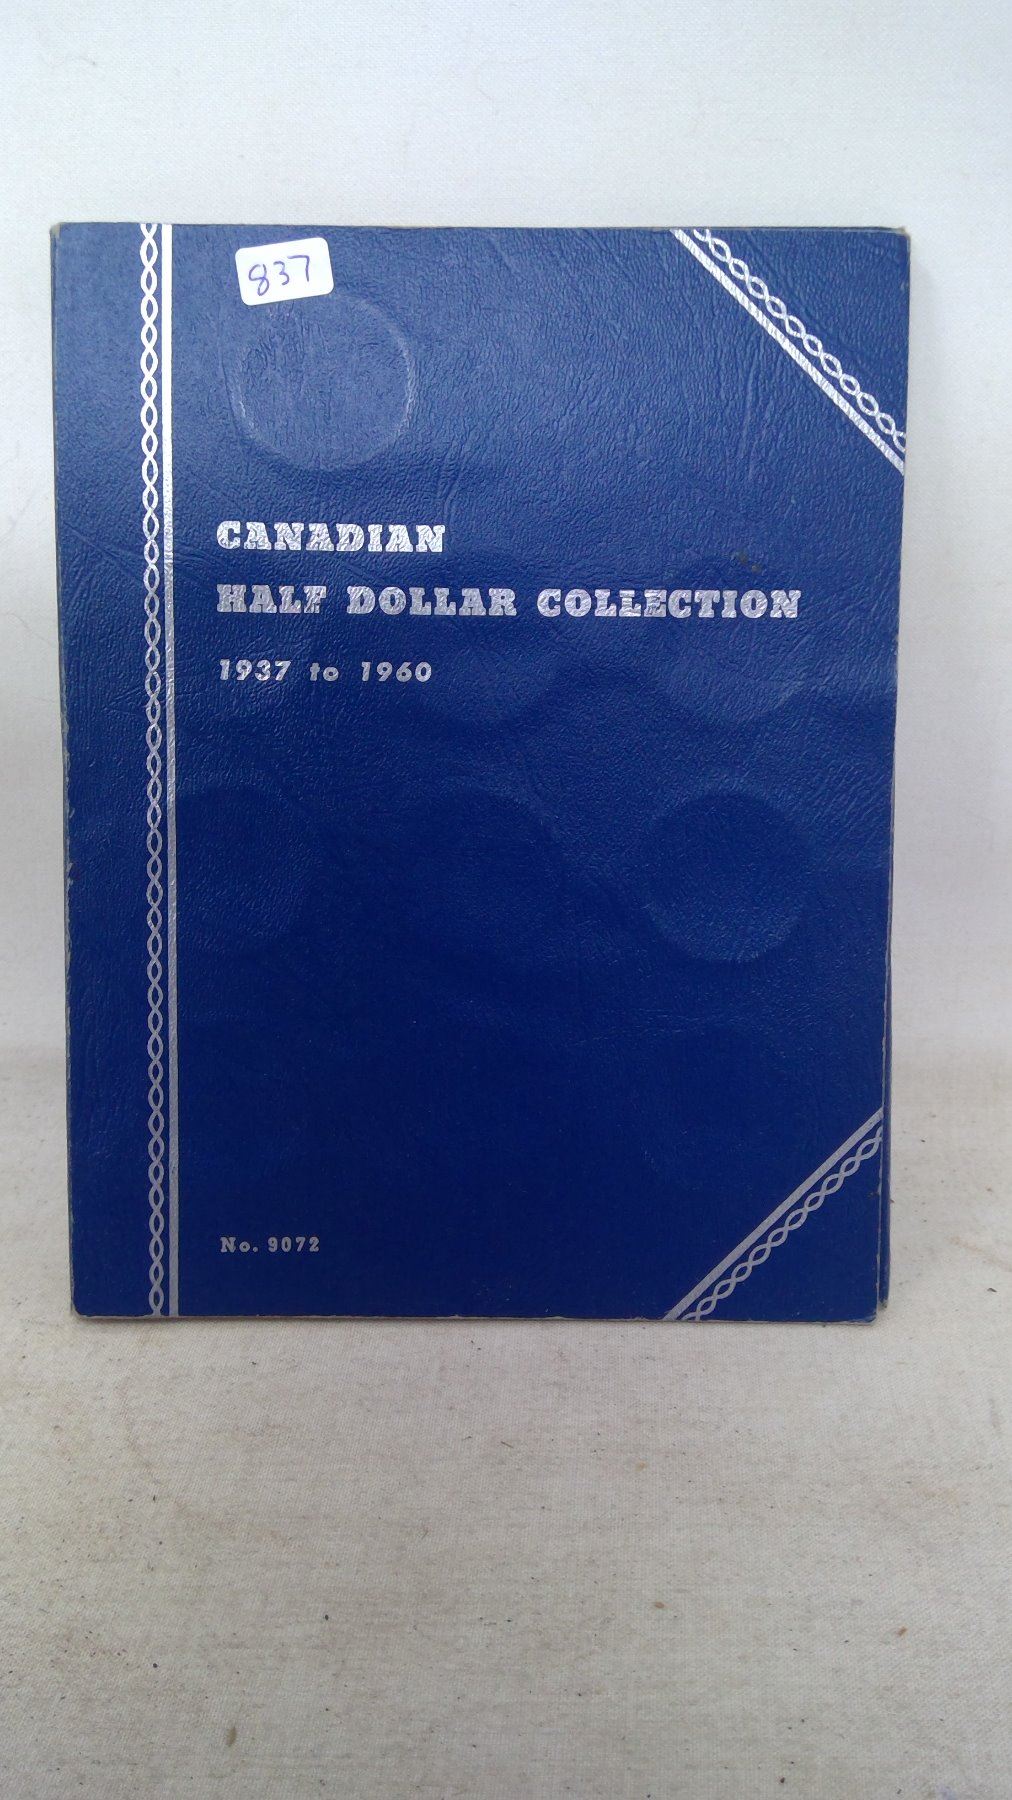 837
CANADIAN
HALF DOLLAR COLLECTION
1937 to 1960
No. 9072